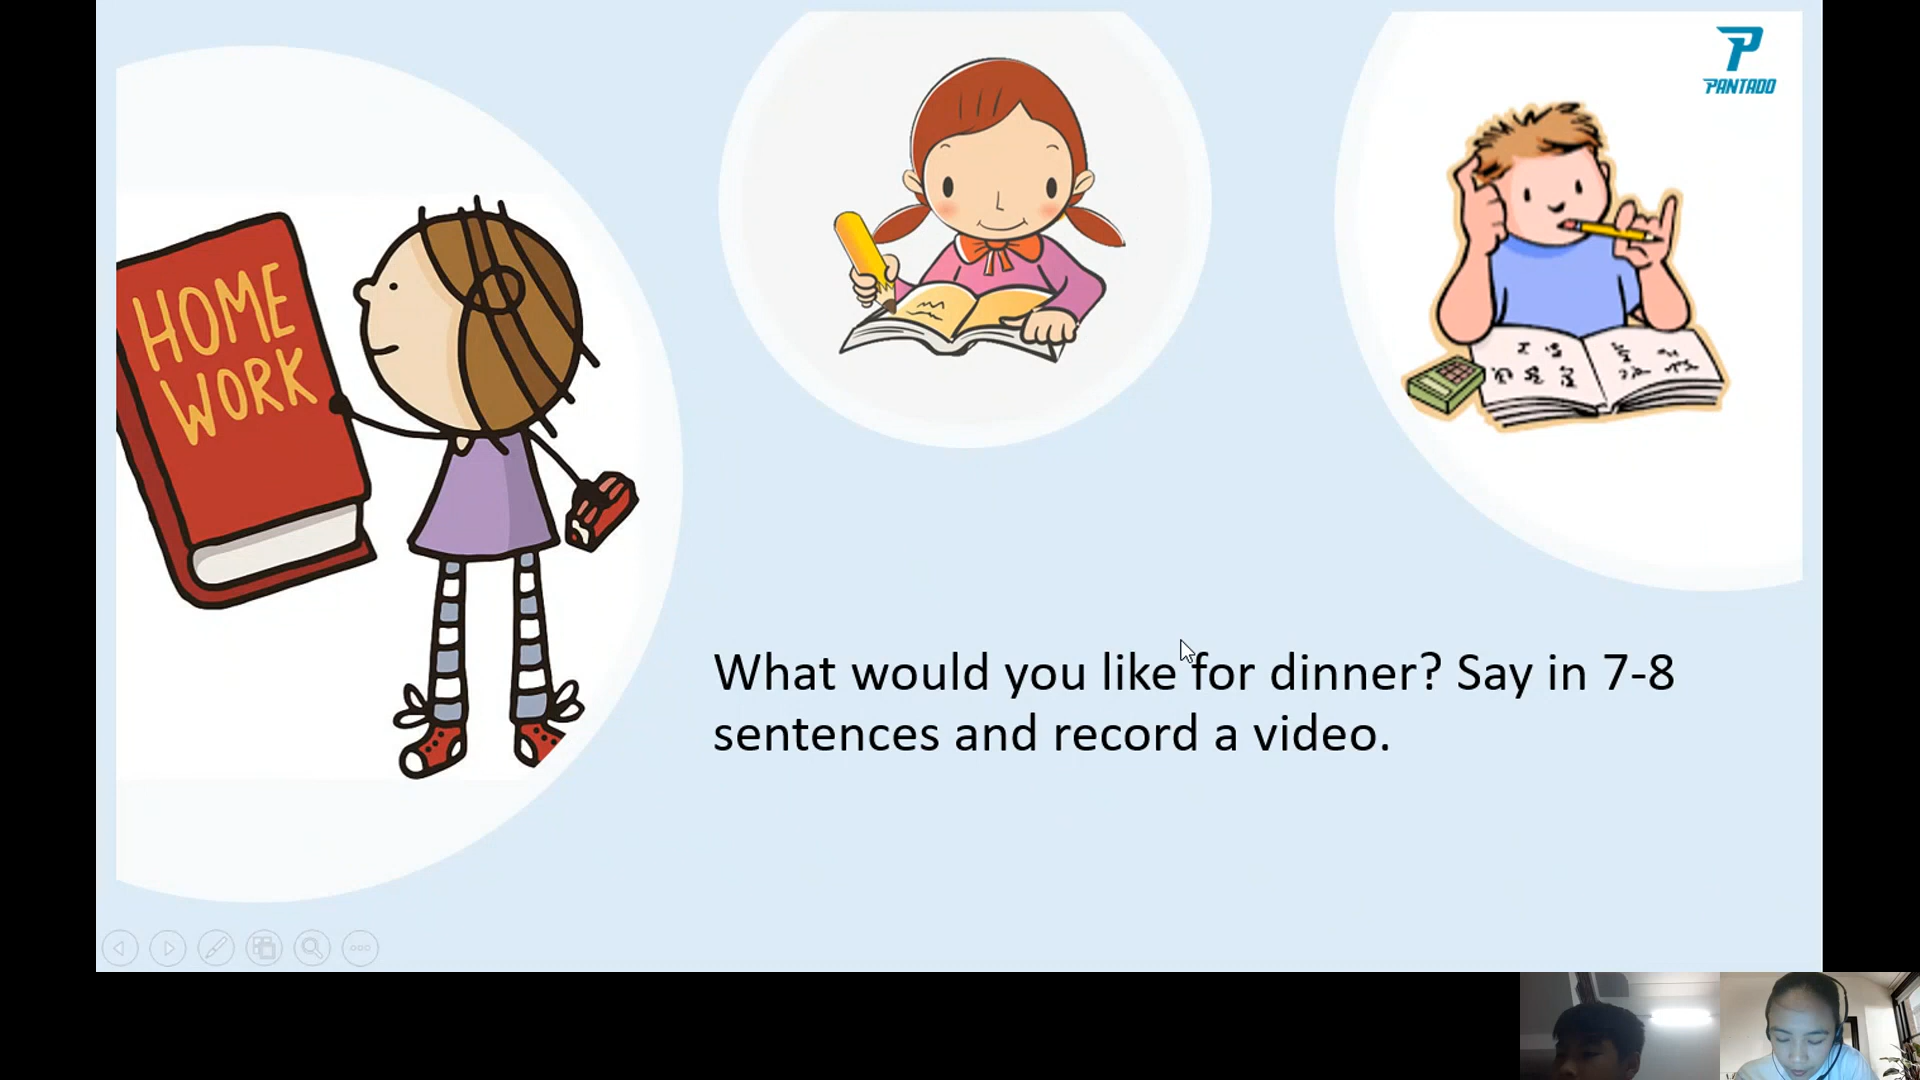 PANTADO
HOME
WORK
What would you like for dinner? Say in 7-8
sentences and record a video.